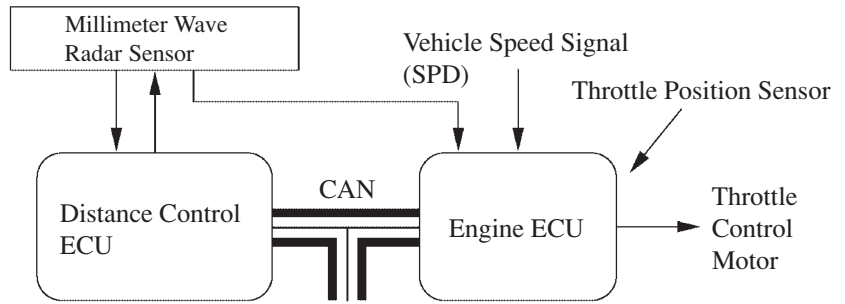 Millimeter Wave
Radar Sensor
Vehicle Speed Signal
(SPD)
Throttle Position Sensor
CAN
Distance Control
ECU
Engine ECU
Throttle
Control
Motor